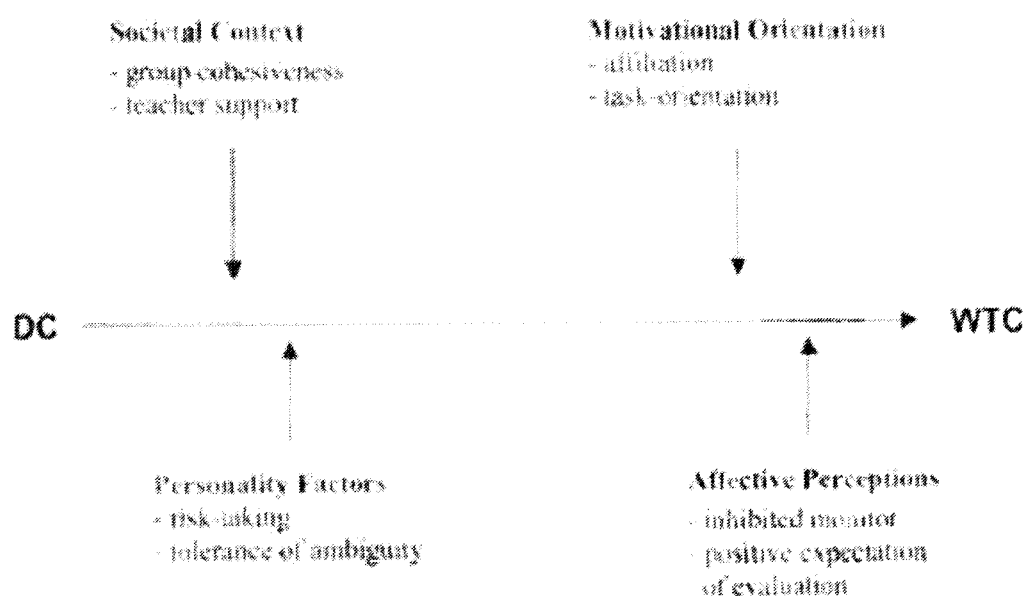 Societal Context
- group cohesiveness
- teacher support
Motivational Orientation
- affiliation
- task-orientation
DC
WTC
Personality Factors
- risk-taking
- tolerance of ambiguity
Affective Perceptions
- inhibited monitor
- positive expectation
of evaluation